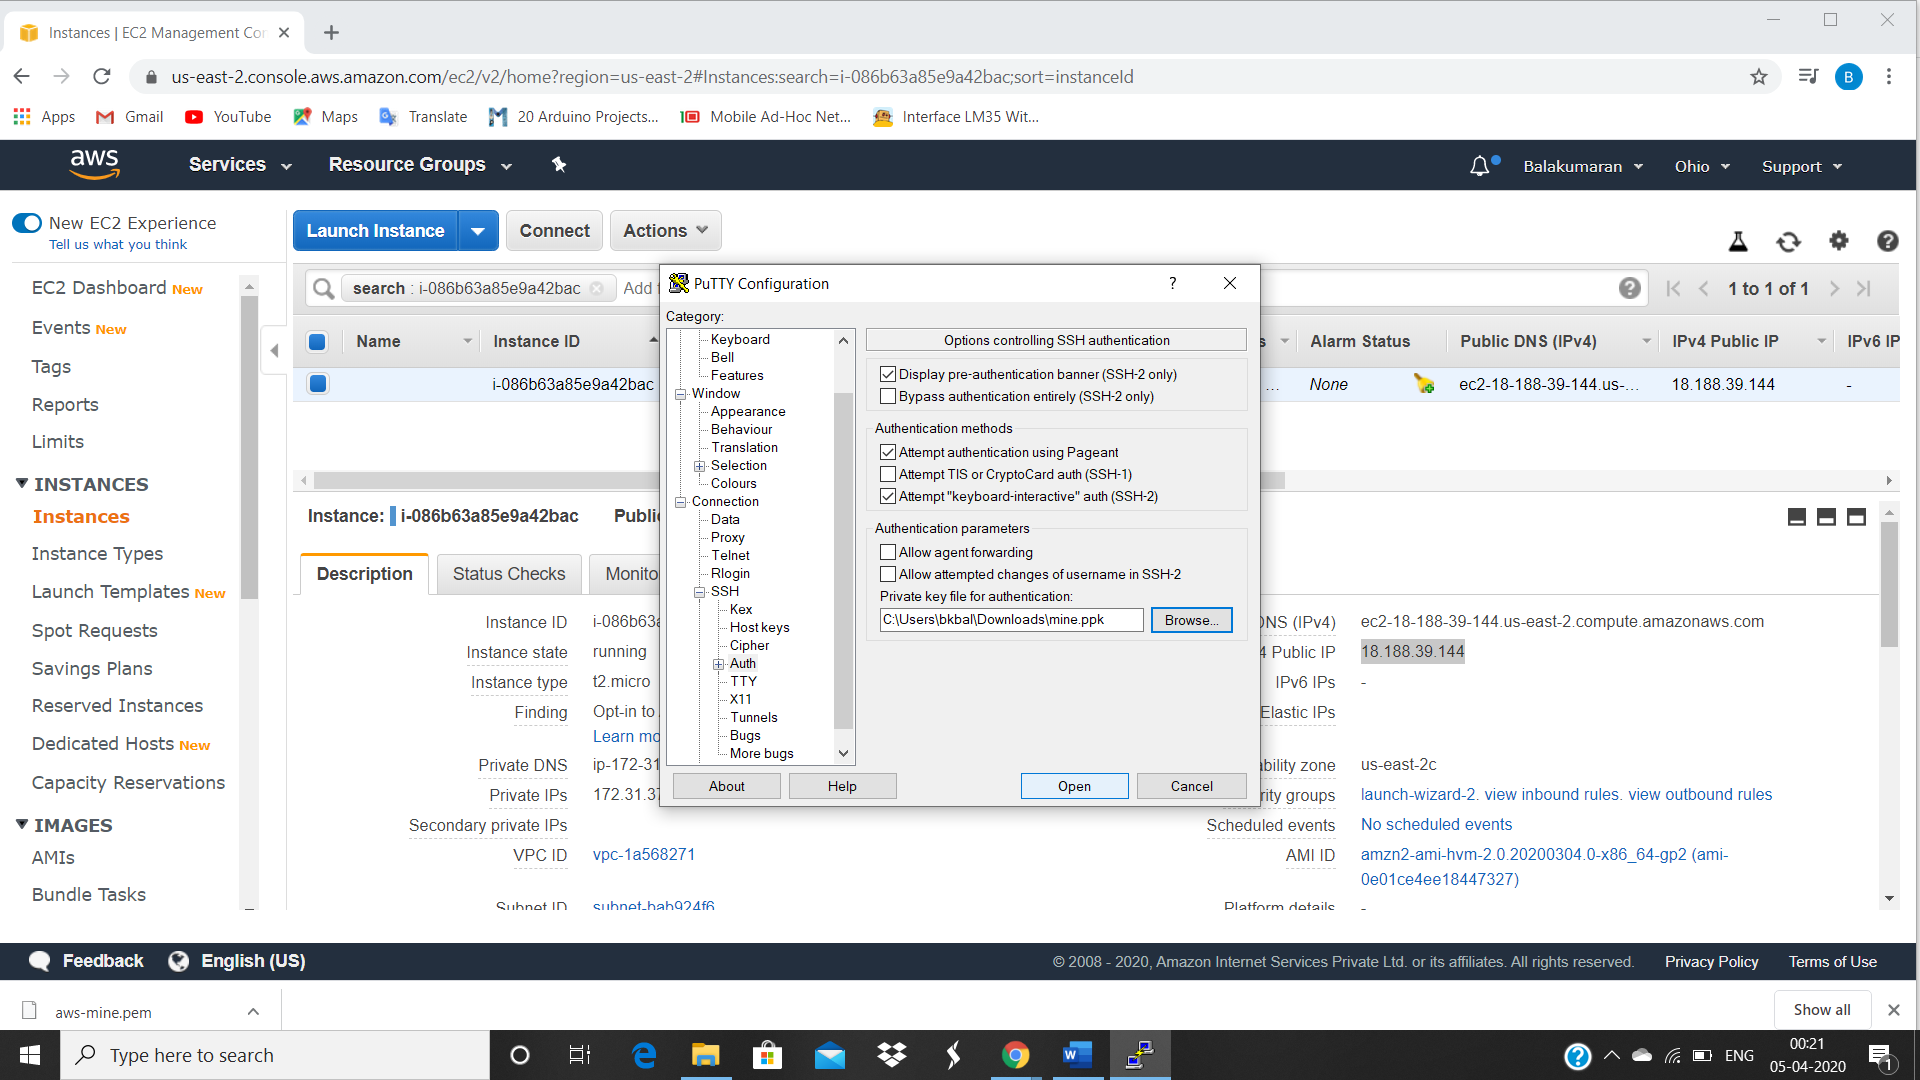 Instances | EC2 Management Con
us-east-2.console.aws.amazon.com/ec2/v2/home?region=us-east-2#Instances:search=i-086b63a85e9a42bac;sort=instanceId
B
Apps
Gmail
YouTube
Maps
Translate
20 Arduino Projects...
Mobile Ad-Hoc Net...
Interface LM35 Wit...
aws
Services
Resource Groups
Balakumaran
Ohio
Support
New EC2 Experience
Tell us what you think
Launch Instance
Connect
Actions
EC2 Dashboard New
Events New
Tags
Reports
Limits
INSTANCES
Instances
Instance Types
Launch Templates New
Spot Requests
Savings Plans
Reserved Instances
Dedicated Hosts New
Capacity Reservations
IMAGES
AMIs
Bundle Tasks
search : i-086b63a85e9a42bac
Add
1 to 1 of 1
Name
Instance ID
Alarm Status
Public DNS (IPv4)
IPv4 Public IP
IPv6 IP
i-086b63a85e9a42bac
...
None
ec2-18-188-39-144.us-...
18.188.39.144
-
Instance: i-086b63a85e9a42bac
Public
Description
Status Checks
Monito
Instance ID
i-086b63a
Instance state
running
Instance type
t2.micro
Finding
Opt-in to
Learn mo
Private DNS
ip-172-31
Private IPs
172.31.37
Secondary private IPs
VPC ID
vpc-1a568271
Subnet ID
subnet-bab924f6
DNS (IPv4)
ec2-18-188-39-144.us-east-2.compute.amazonaws.com
4 Public IP
18.188.39.144
IPv6 IPs
-
Elastic IPs
ability zone
us-east-2c
rity groups
launch-wizard-2. view inbound rules. view outbound rules
Scheduled events
No scheduled events
AMI ID
amzn2-ami-hvm-2.0.20200304.0-x86_64-gp2 (ami-
0e01ce4ee18447327)
Platform details
-
PuTTY Configuration
?
Category:
Keyboard
Bell
Features
Window
Appearance
Behaviour
Translation
Selection
Colours
Connection
Data
Proxy
Telnet
Rlogin
SSH
Kex
Host keys
Cipher
Auth
TTY
X11
Tunnels
Bugs
More bugs
Options controlling SSH authentication
Display pre-authentication banner (SSH-2 only)
Bypass authentication entirely (SSH-2 only)
Authentication methods
Attempt authentication using Pageant
Attempt TIS or CryptoCard auth (SSH-1)
Attempt "keyboard-interactive" auth (SSH-2)
Authentication parameters
Allow agent forwarding
Allow attempted changes of username in SSH-2
Private key file for authentication:
C:\Users\bkbal\Downloads\mine.ppk
Browse...
About
Help
Open
Cancel
Feedback
English (US)
© 2008 - 2020, Amazon Internet Services Private Ltd. or its affiliates. All rights reserved.
Privacy Policy
Terms of Use
aws-mine.pem
Show all
Type here to search
ENG
00:21
05-04-2020
1